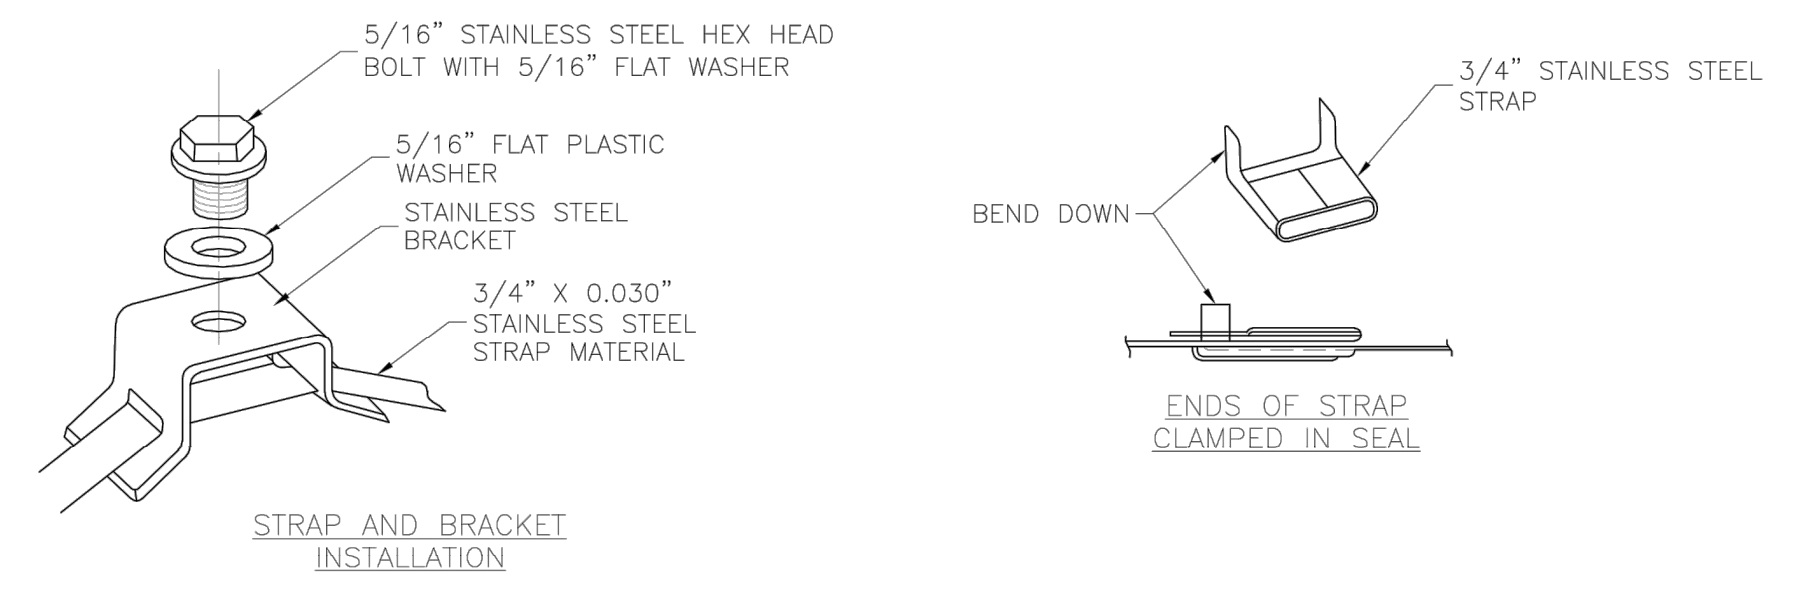 5/16” STAINLESS STEEL HEX HEAD
BOLT WITH 5/16” FLAT WASHER
5/16” FLAT PLASTIC
WASHER
STAINLESS STEEL
BRACKET
3/4” X 0.030”
STAINLESS STEEL
STRAP MATERIAL
STRAP AND BRACKET
INSTALLATION
3/4” STAINLESS STEEL
STRAP
BEND DOWN
ENDS OF STRAP
CLAMPED IN SEAL